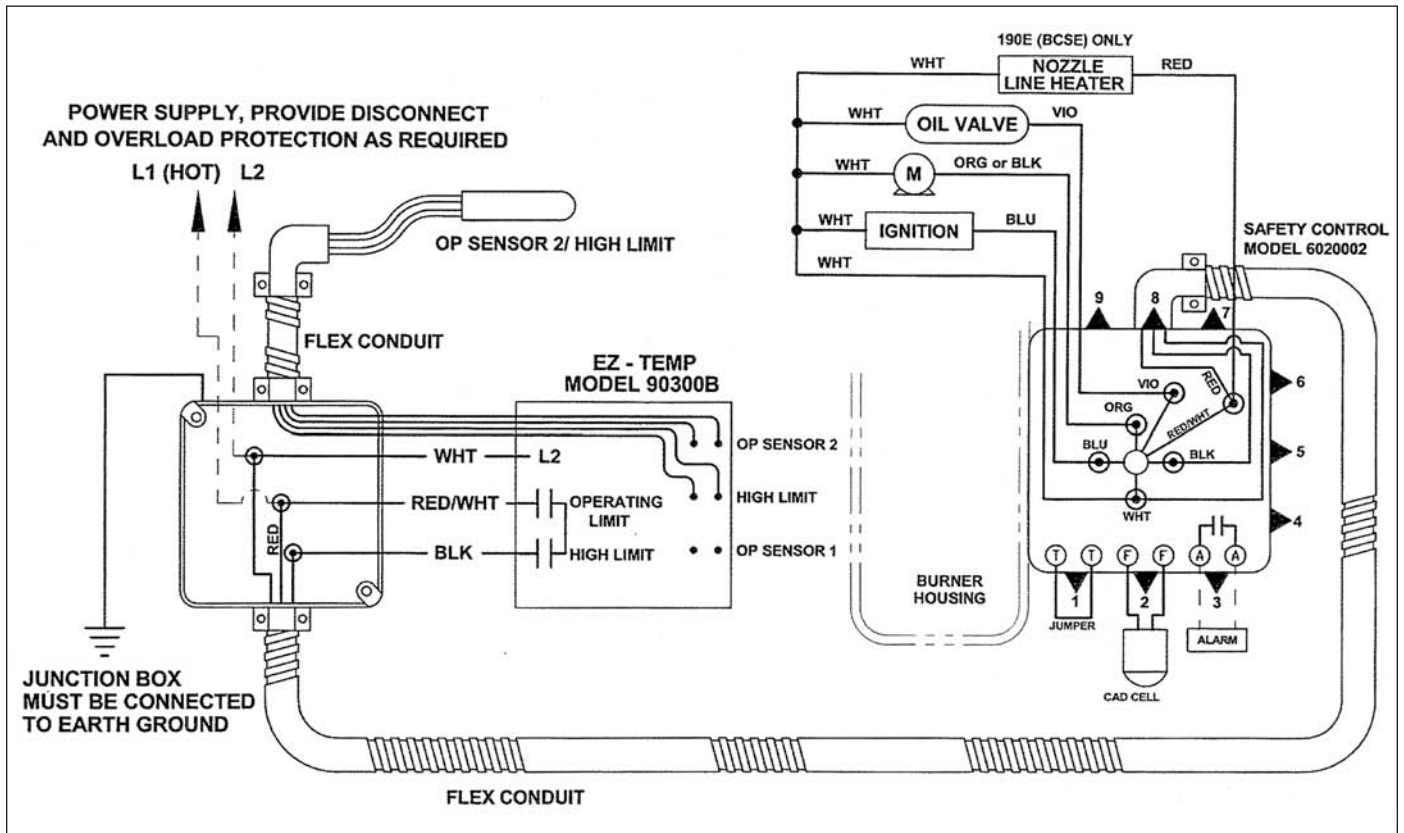 190E (BCSE) ONLY
WHT
NOZZLE
LINE HEATER
RED
POWER SUPPLY, PROVIDE DISCONNECT
AND OVERLOAD PROTECTION AS REQUIRED
L1 (HOT) L2
WHT
OIL VALVE
VIO
WHT
M
ORG or BLK
WHT
IGNITION
BLU
WHT
OP SENSOR 2/ HIGH LIMIT
SAFETY CONTROL
MODEL 6020002
FLEX CONDUIT
EZ - TEMP
MODEL 90300B
9
8
7
6
5
4
VIO
RED
ORG
RED/WHT
BLU
BLK
WHT
WHT
L2
OP SENSOR 2
RED/WHT
OPERATING
LIMIT
HIGH LIMIT
RED
BLK
HIGH LIMIT
OP SENSOR 1
T
T
F
F
A
A
1
2
3
JUMPER
ALARM
CAD CELL
BURNER
HOUSING
JUNCTION BOX
MUST BE CONNECTED
TO EARTH GROUND
FLEX CONDUIT